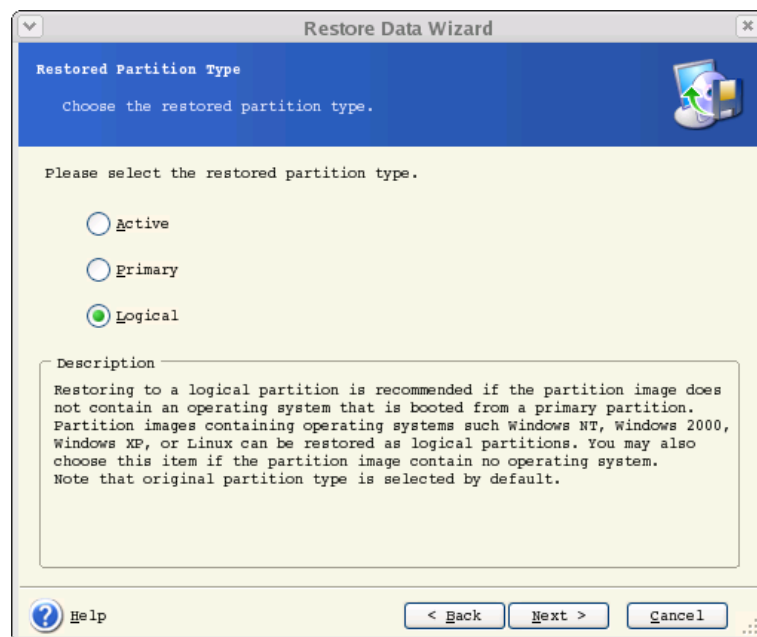 Restore Data Wizard
Restored Partition Type
Choose the restored partition type.
Please select the restored partition type.
Active
Primary
Logical
Description
Restoring to a logical partition is recommended if the partition image does
not contain an operating system that is booted from a primary partition.
Partition images containing operating systems such Windows NT, Windows 2000,
Windows XP, or Linux can be restored as logical partitions. You may also
choose this item if the partition image contain no operating system.
Note that original partition type is selected by default.
Help
< Back
Next >
Cancel